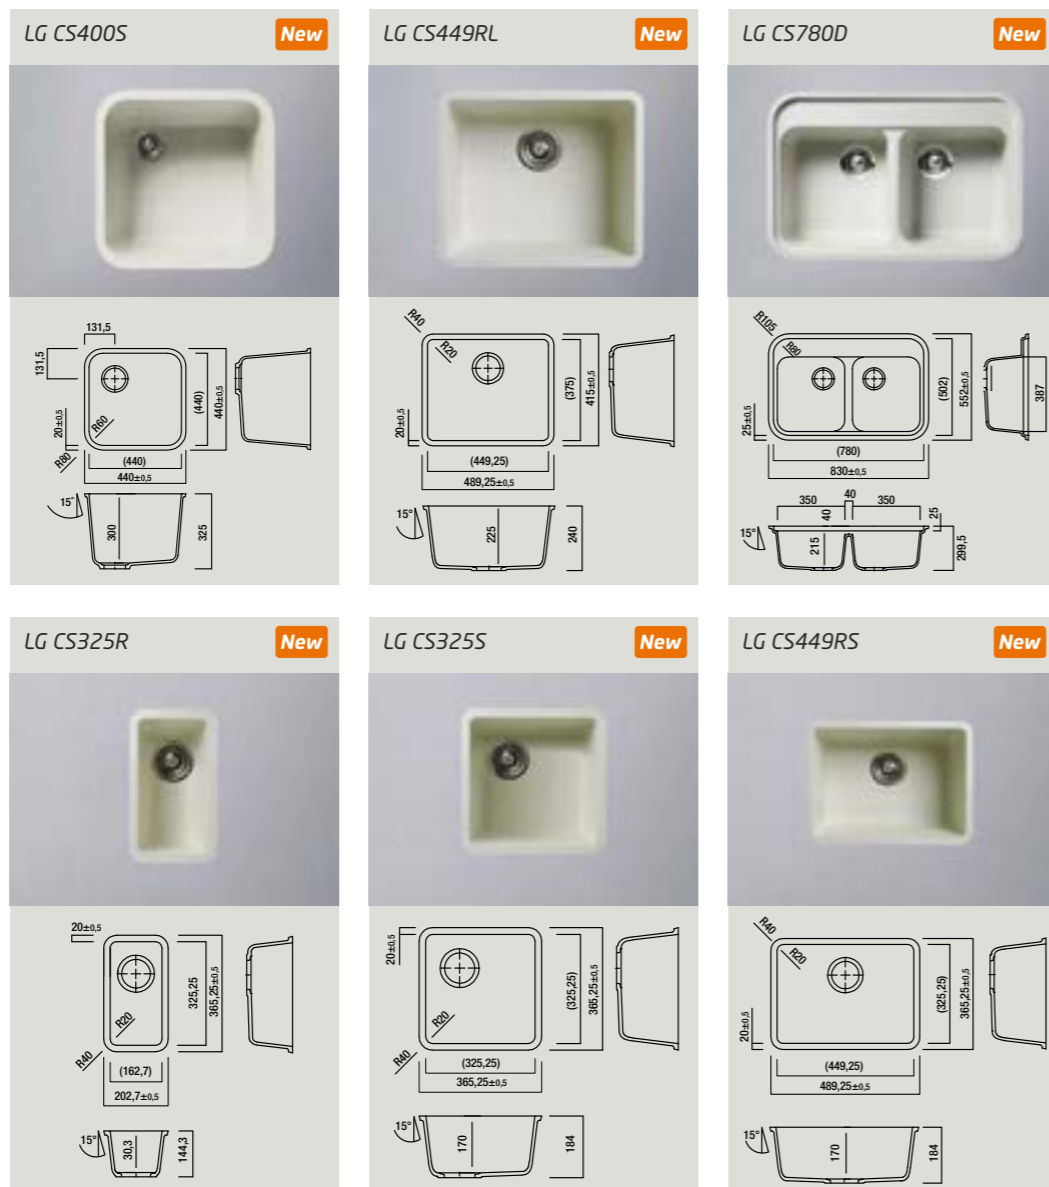 LG CS400S New
131,5
131,5
20±0,5
R60
R80
(440)
440±0,5
(440)
440±0,5
15°
300
325
LG CS449RL New
R40
R20
20±0,5
(375)
415±0,5
(449,25)
489,25±0,5
15°
225
240
LG CS780D New
R105
R80
25±0,5
(502)
552±0,5
387
(780)
830±0,5
350 40 350
40
25
15°
215
299,5
LG CS325R New
20±0,5
R20
R40
325,25
365,25±0,5
(162,7)
202,7±0,5
15°
30,3
144,3
LG CS325S New
20±0,5
R20
R40
(325,25)
365,25±0,5
(325,25)
365,25±0,5
15°
170
184
LG CS449RS New
R40
R20
20±0,5
(325,25)
365,25±0,5
(449,25)
489,25±0,5
15°
170
184